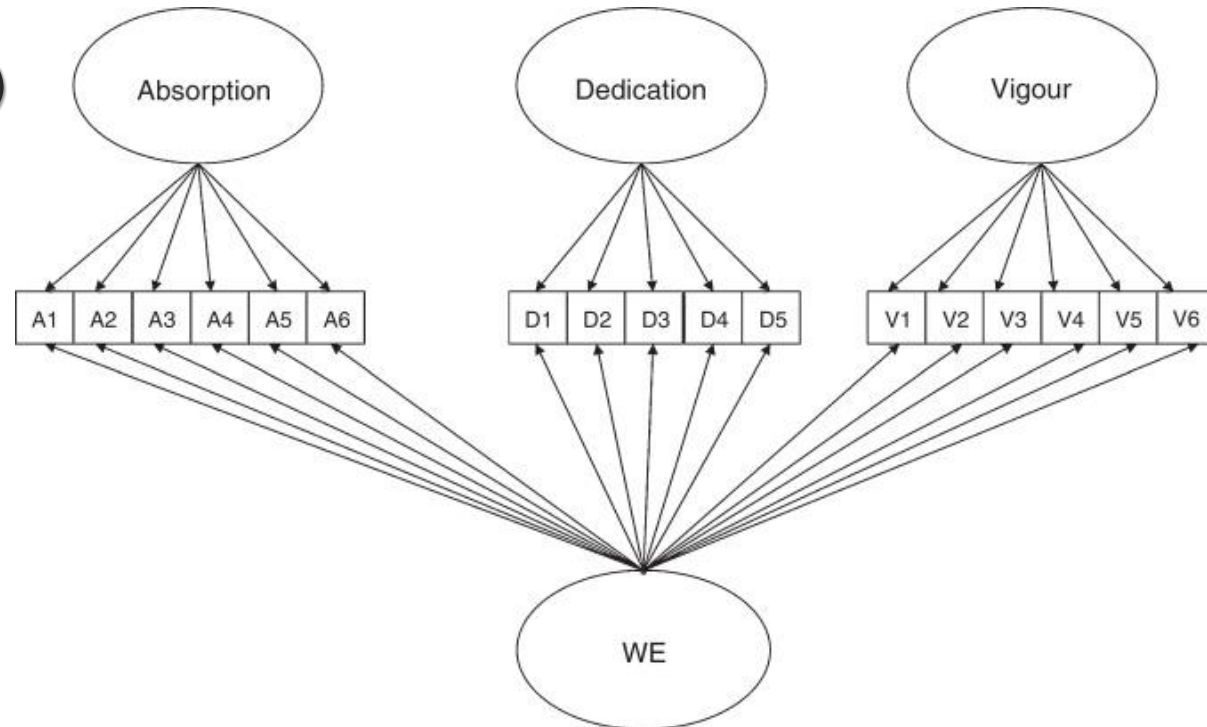 Absorption Dedication Vigour
A1 A2 A3 A4 A5 A6 D1 D2 D3 D4 D5 V1 V2 V3 V4 V5 V6
WE